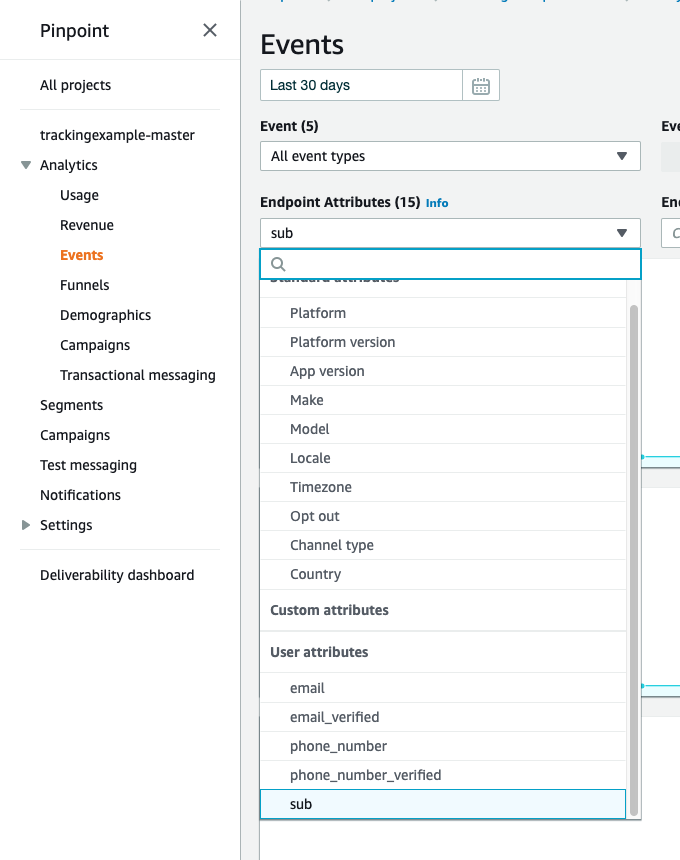 Pinpoint
All projects
trackingexample-master
Analytics
Usage
Revenue
Events
Funnels
Demographics
Campaigns
Transactional messaging
Segments
Campaigns
Test messaging
Notifications
Settings
Deliverability dashboard
Events
Last 30 days
Event (5)
All event types
Endpoint Attributes (15) Info
sub
Standard attributes
Platform
Platform version
App version
Make
Model
Locale
Timezone
Opt out
Channel type
Country
Custom attributes
User attributes
email
email_verified
phone_number
phone_number_verified
sub